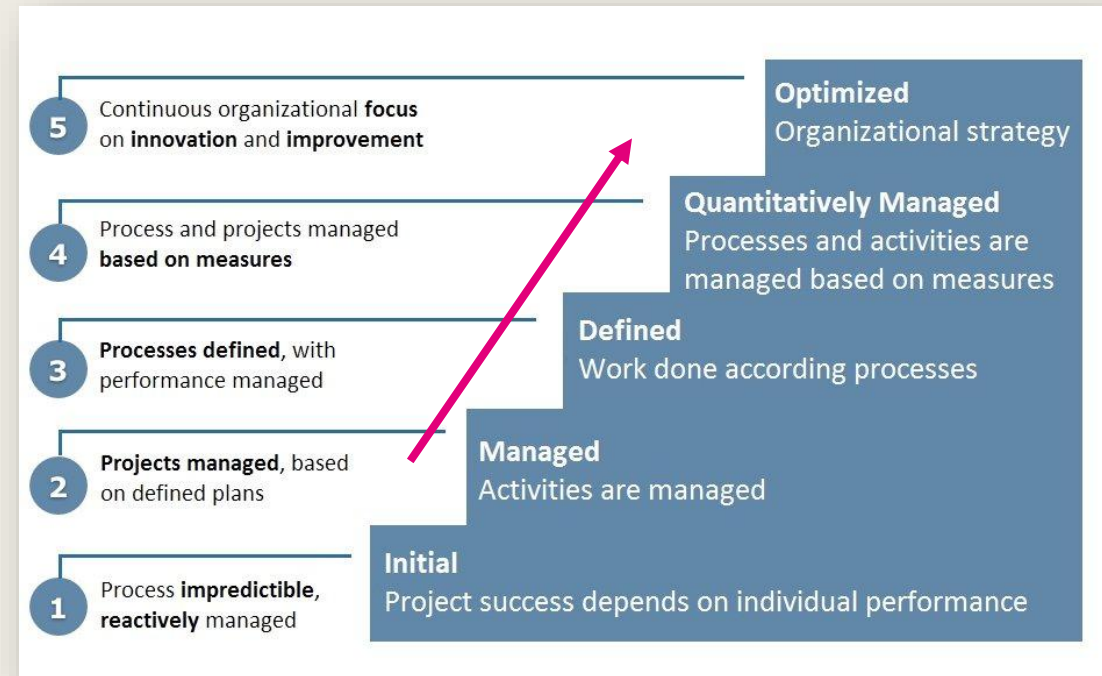 5
Continuous organizational focus
on innovation and improvement
Optimized
Organizational strategy
4
Process and projects managed
based on measures
Quantitatively Managed
Processes and activities are
managed based on measures
3
Processes defined, with
performance managed
Defined
Work done according processes
2
Projects managed, based
on defined plans
Managed
Activities are managed
1
Process impredictible,
reactively managed
Initial
Project success depends on individual performance